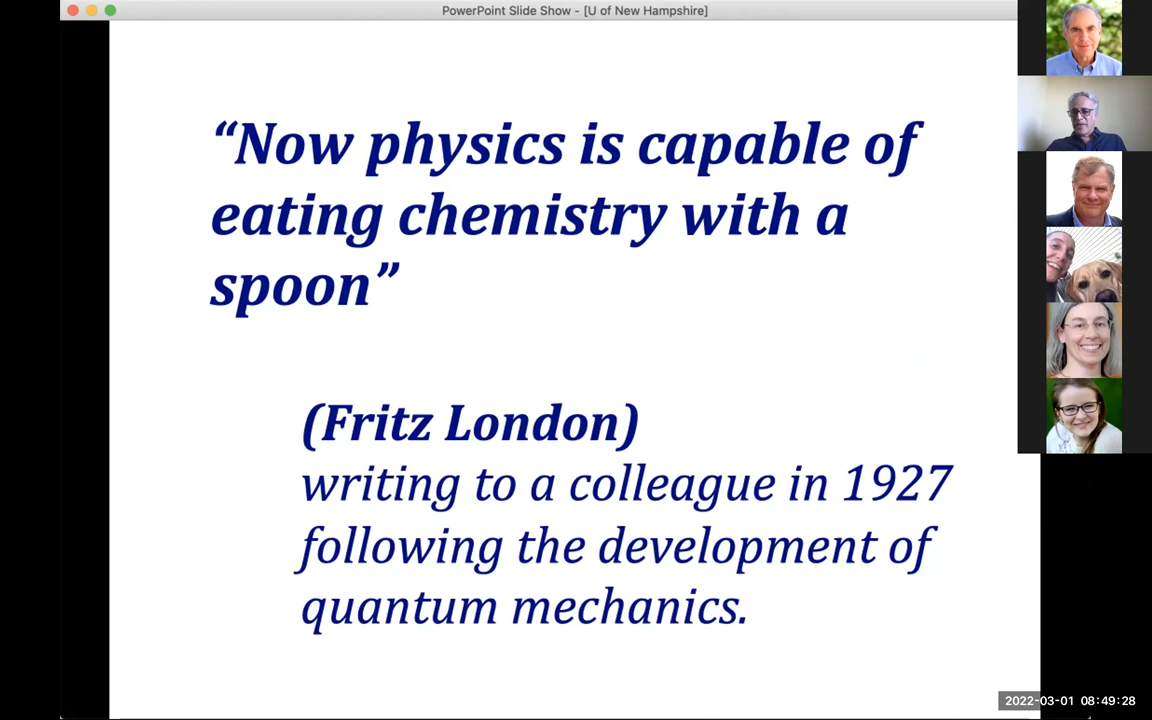 PowerPoint Slide Show - [U of New Hampshire]
“Now physics is capable of
eating chemistry with a
spoon”
(Fritz London)
writing to a colleague in 1927
following the development of
quantum mechanics.
2022-03-01 08:49:28